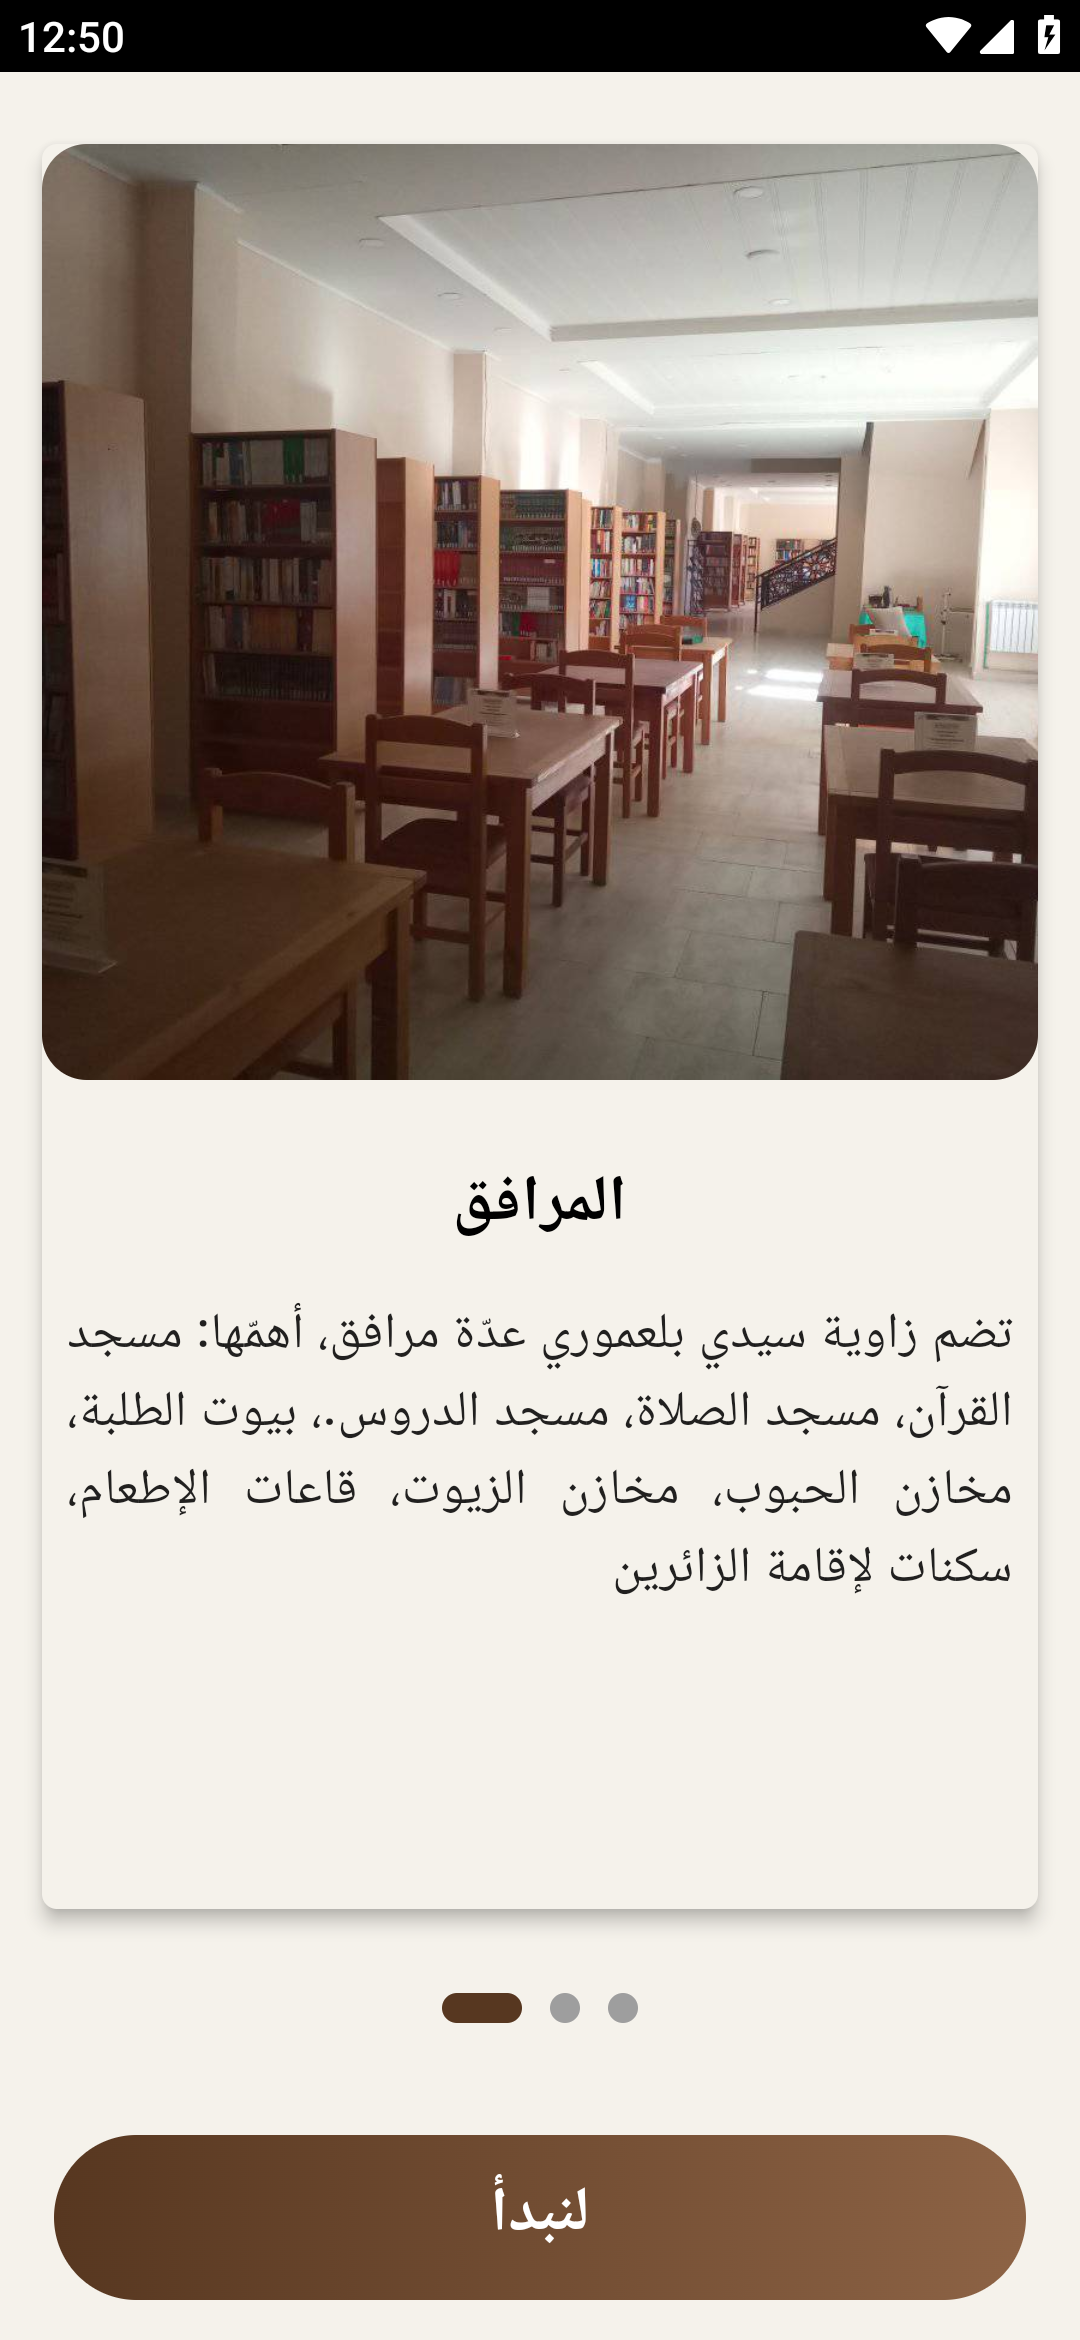 12:50
المرافق
تضم زاوية سيدي بلعموري عدّة مرافق، أهمّها: مسجد
القرآن، مسجد الصلاة، مسجد الدروس.، بيوت الطلبة،
مخازن الحبوب، مخازن الزيوت، قاعات الإطعام،
سكنات لإقامة الزائرين
لنبدأ